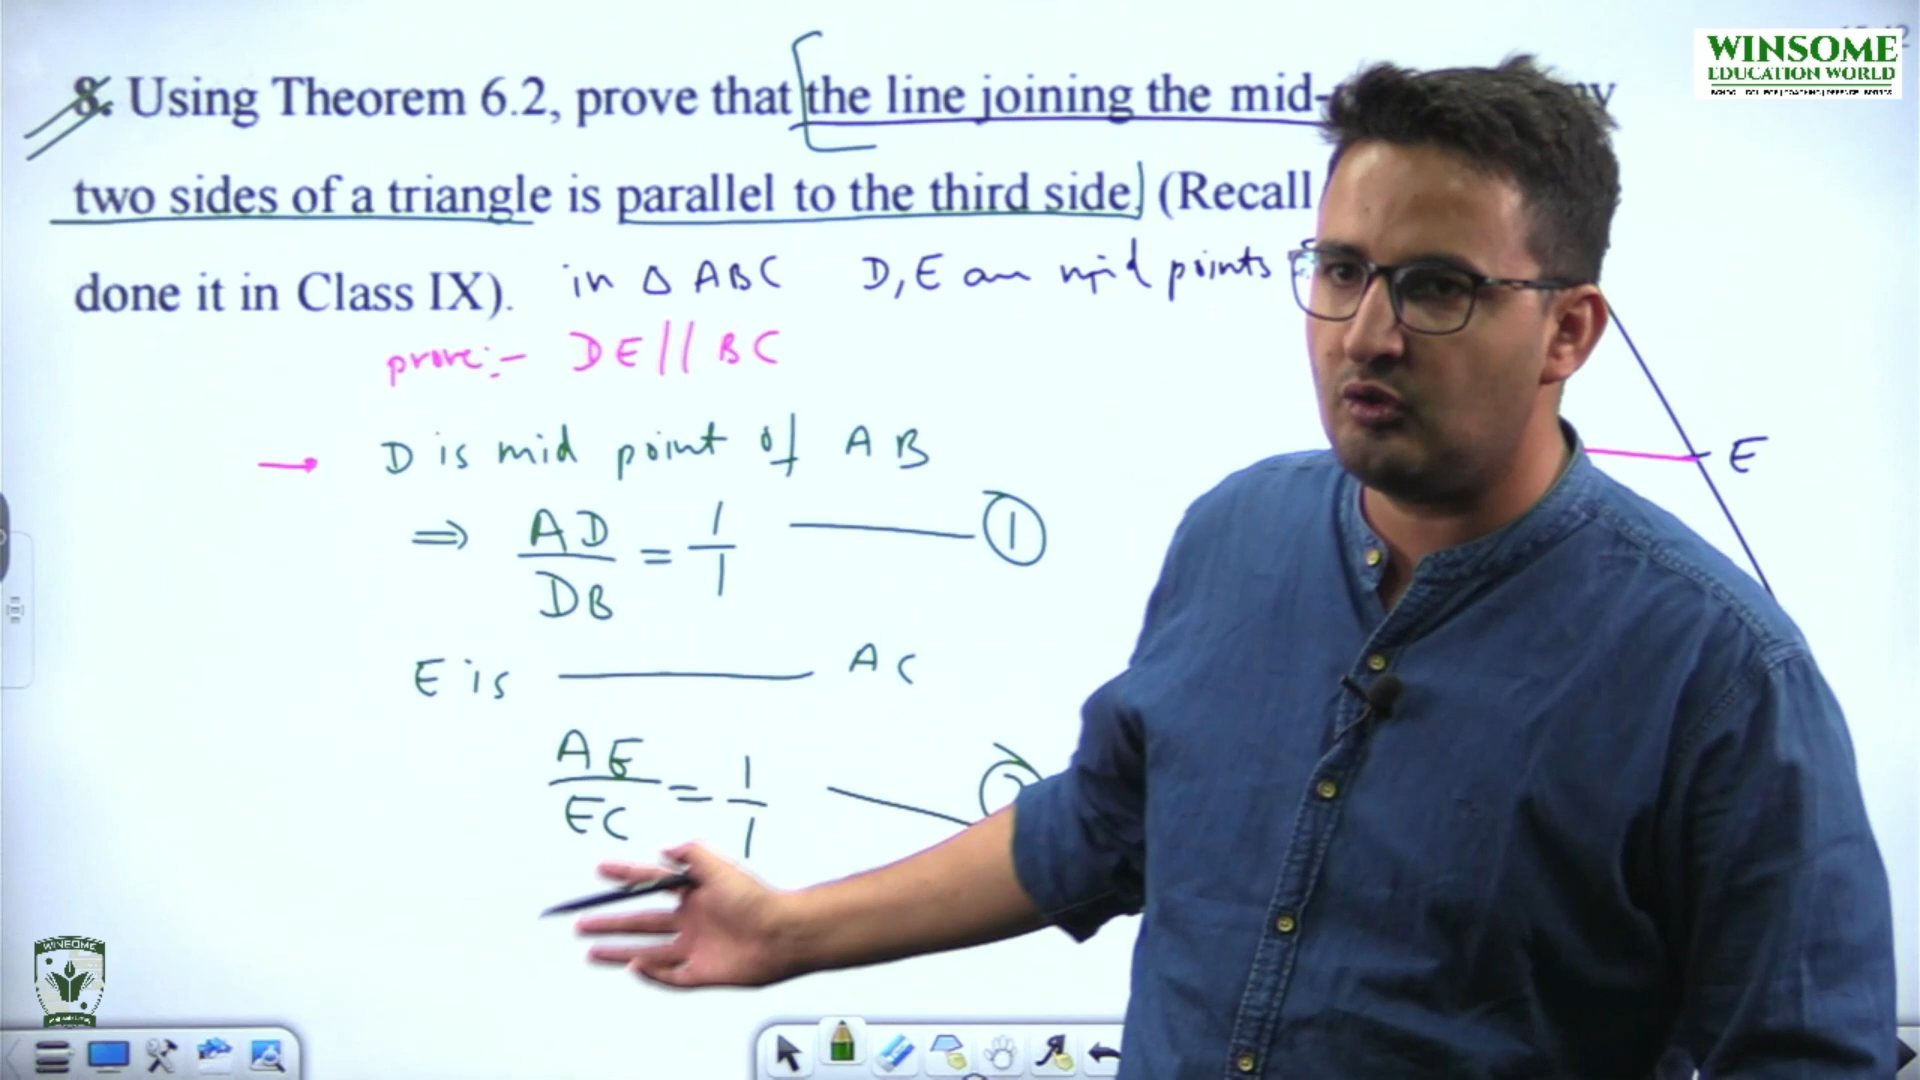 8. Using Theorem 6.2, prove that the line joining the mid-
two sides of a triangle is parallel to the third side. (Recall
done it in Class IX).
in Δ ABC D, E are mid points
prove:- DE || BC
D is mid point of AB
⇒ AD/DB = 1/1 ——— ①
E is ——— AC
AE/EC = 1/1
E
WINSOME
EDUCATION WORLD
WINSOME